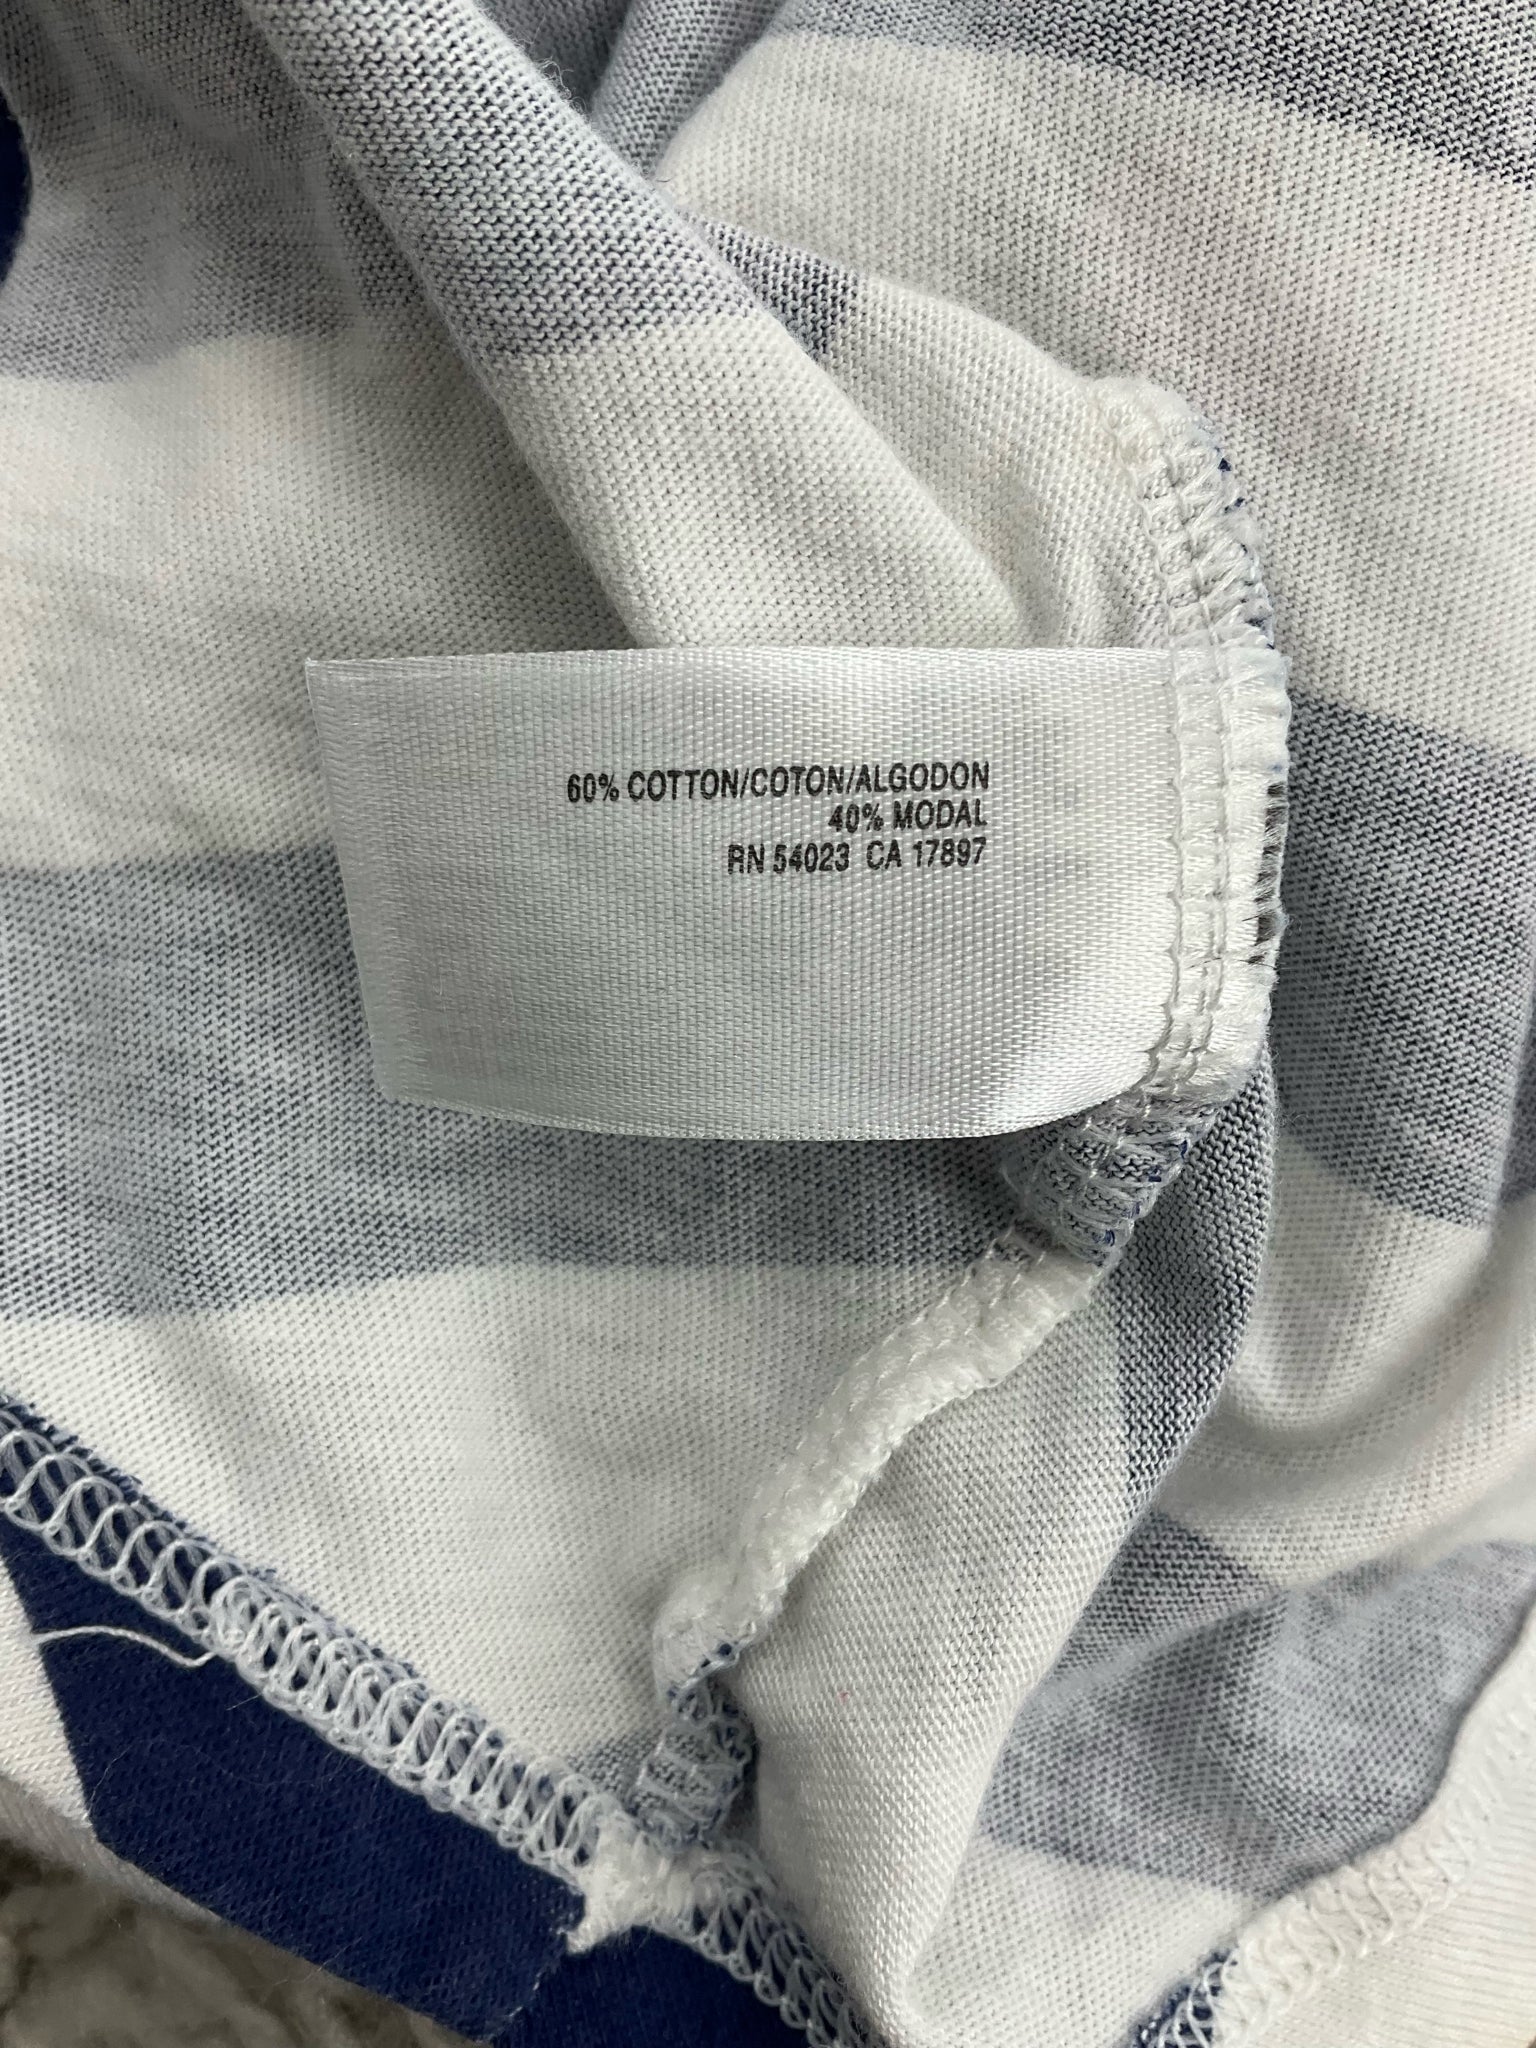 60% COTTON/COTON/ALGODON
40% MODAL
RN 54023 CA 17897